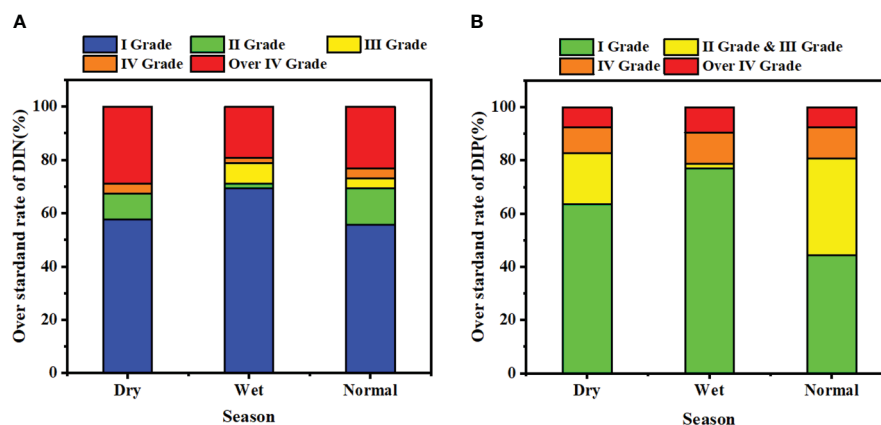 A
I Grade II Grade III Grade
IV Grade Over IV Grade
Over stardand rate of DIN(%)
100
80
60
40
20
0
Dry Wet Normal
Season
B
I Grade II Grade & III Grade
IV Grade Over IV Grade
Over stardand rate of DIP(%)
100
80
60
40
20
0
Dry Wet Normal
Season